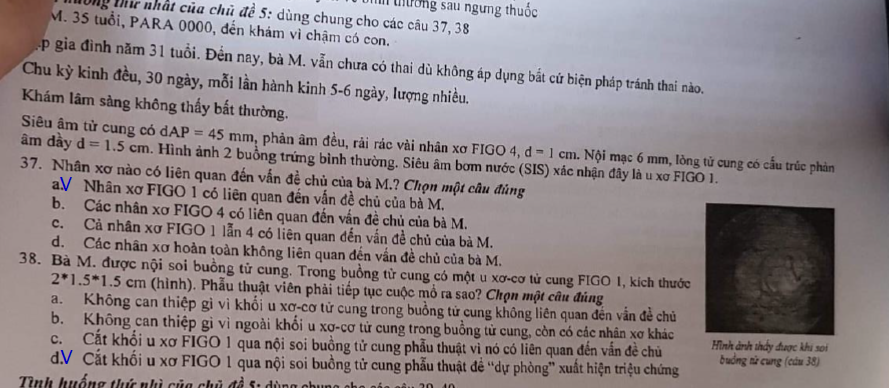 thứ nhất của chủ đề 5: dùng chung cho các câu 37, 38
sau ngưng thuốc
M. 35 tuổi, PARA 0000, đến khám vì chậm có con.
gia đình năm 31 tuổi. Đến nay, bà M. vẫn chưa có thai dù không áp dụng bất cứ biện pháp tránh thai nào.
Chu kỳ kinh đều, 30 ngày, mỗi lần hành kinh 5-6 ngày, lượng nhiều.
Khám lâm sàng không thấy bất thường.
Siêu âm tử cung có dAP = 45 mm, phản âm đều, rải rác vài nhân xơ FIGO 4, d = 1 cm. Nội mạc 6 mm, lòng tử cung có cấu trúc phản
âm dầy d = 1.5 cm. Hình ảnh 2 buồng trứng bình thường. Siêu âm bơm nước (SIS) xác nhận đây là u xơ FIGO 1.
37. Nhân xơ nào có liên quan đến vấn đề chủ của bà M.? Chọn một câu đúng
a.V Nhân xơ FIGO 1 có liên quan đến vấn đề chủ của bà M.
b. Các nhân xơ FIGO 4 có liên quan đến vấn đề chủ của bà M.
c. Cả nhân xơ FIGO 1 lẫn 4 có liên quan đến vấn đề chủ của bà M.
d. Các nhân xơ hoàn toàn không liên quan đến vấn đề chủ của bà M.
38. Bà M. được nội soi buồng tử cung. Trong buồng tử cung có một u xơ-cơ tử cung FIGO 1, kích thước
2*1.5*1.5 cm (hình). Phẫu thuật viên phải tiếp tục cuộc mổ ra sao? Chọn một câu đúng
a. Không can thiệp gì vì khối u xơ-cơ tử cung trong buồng tử cung không liên quan đến vấn đề chủ
b. Không can thiệp gì vì ngoài khối u xơ-cơ tử cung trong buồng tử cung, còn có các nhân xơ khác
c. Cắt khối u xơ FIGO 1 qua nội soi buồng tử cung phẫu thuật vì nó có liên quan đến vấn đề chủ
d.V Cắt khối u xơ FIGO 1 qua nội soi buồng tử cung phẫu thuật để "dự phòng" xuất hiện triệu chứng
Hình ảnh thấy được khi soi
buồng tử cung (câu 38)
Tình huống thứ nhì của chủ đề 5: dùng chung cho các câu